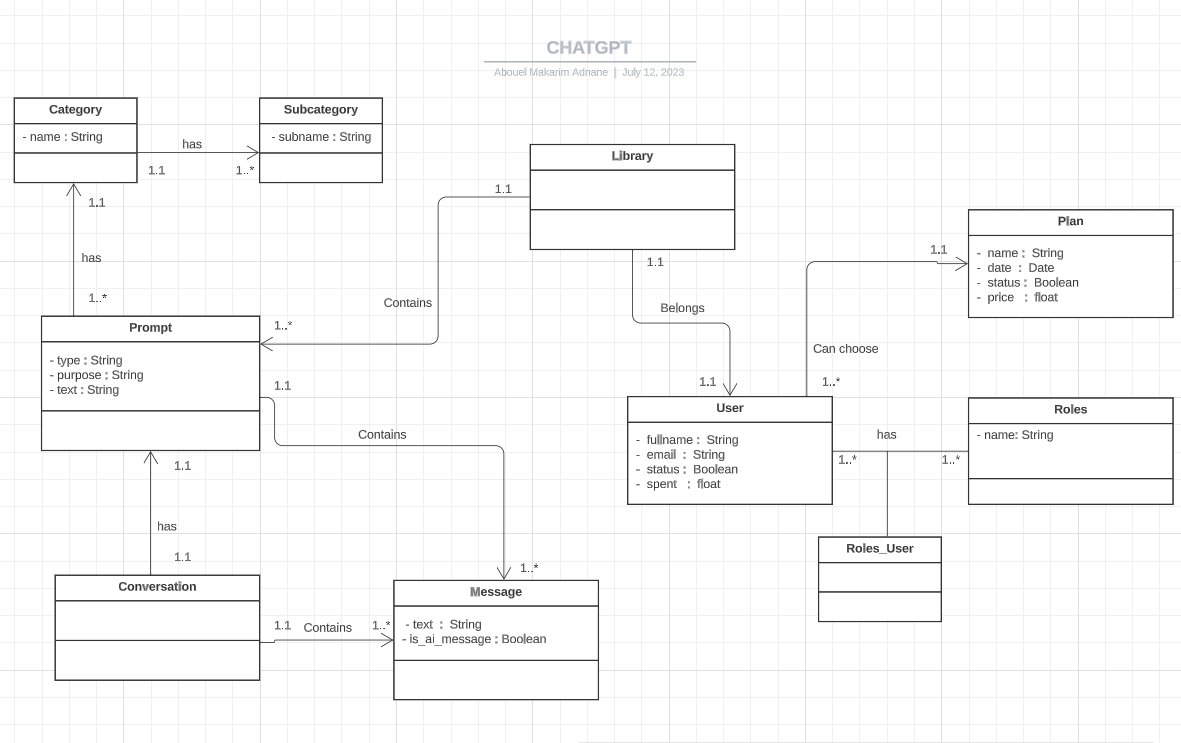 CHATGPT
Abouel Makarim Adnane | July 12, 2023
Category
- name : String
has
1.1
1..*
Subcategory
- subname : String
1.1
has
1..*
Library
1.1
Contains
1..*
1.1
Belongs
1.1
Plan
- name : String
- date : Date
- status : Boolean
- price : float
1.1
Can choose
1..*
Prompt
- type : String
- purpose : String
- text : String
1.1
Contains
1..*
User
- fullname : String
- email : String
- status : Boolean
- spent : float
has
1..*
1..*
Roles
- name: String
Roles_User
1.1
has
1.1
Conversation
1.1
Contains
1..*
Message
- text : String
- is_ai_message : Boolean